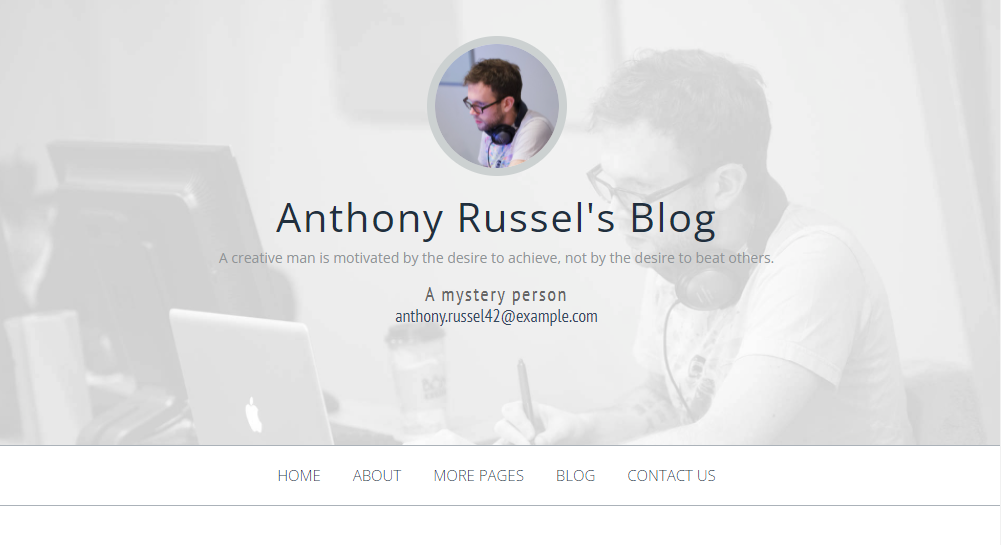 Anthony Russel's Blog
A creative man is motivated by the desire to achieve, not by the desire to beat others.
A mystery person
anthony.russel42@example.com
HOME ABOUT MORE PAGES BLOG CONTACT US